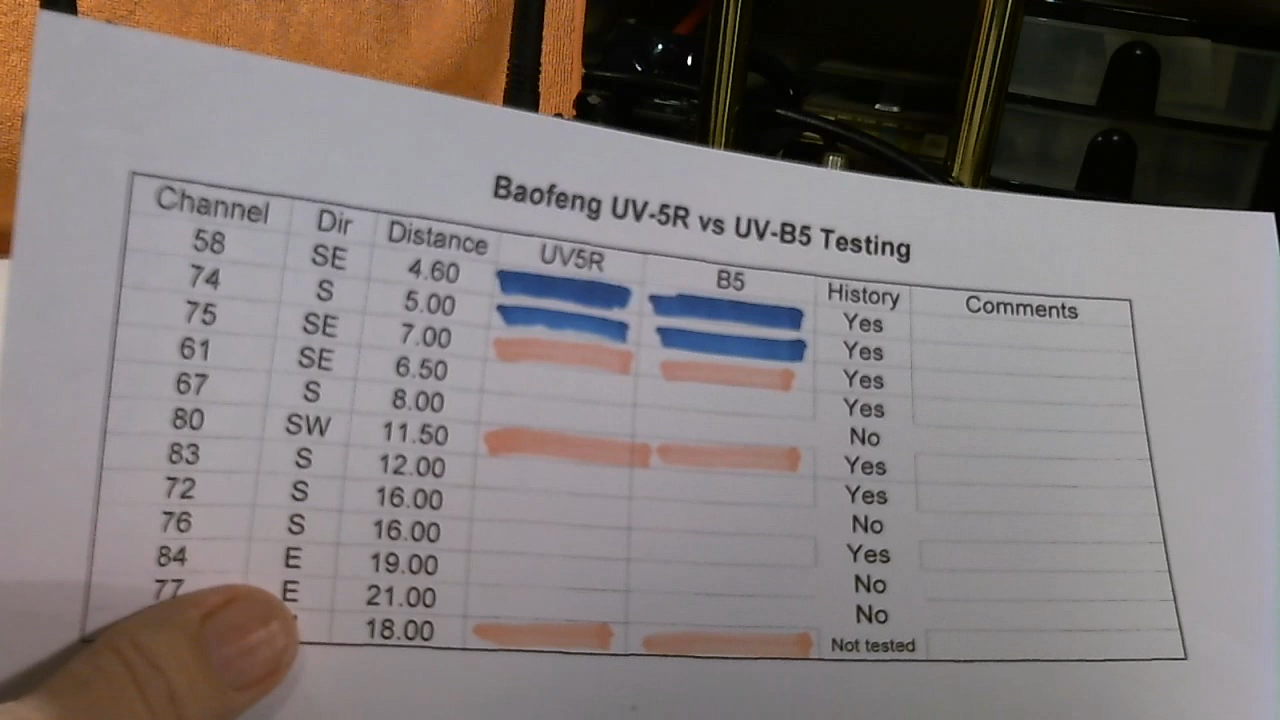 Baofeng UV-5R vs UV-B5 Testing
Channel Dir Distance UV5R B5 History Comments
58 SE 4.60 Yes
74 S 5.00 Yes
75 SE 7.00 Yes
61 SE 6.50 Yes
67 S 8.00 No
80 SW 11.50 Yes
83 S 12.00 Yes
72 S 16.00 No
76 S 16.00 Yes
84 E 19.00 No
77 E 21.00 No
18.00 Not tested